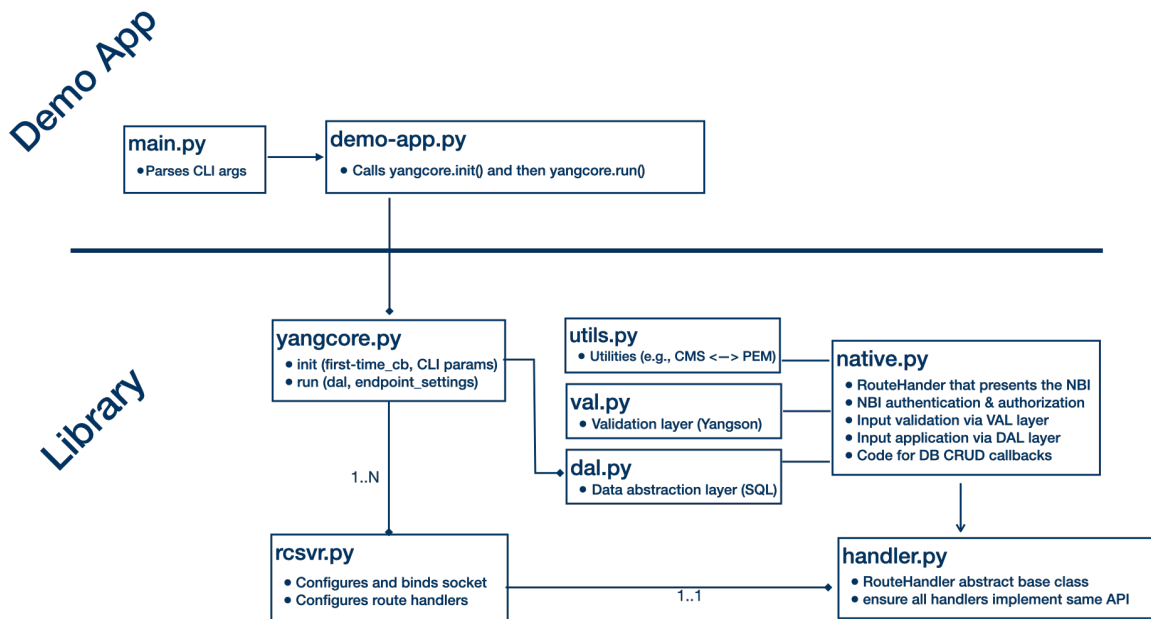 Demo App
main.py
● Parses CLI args
demo-app.py
● Calls yangcore.init() and then yangcore.run()
Library
yangcore.py
● init (first-time_cb, CLI params)
● run (dal, endpoint_settings)
utils.py
● Utilities (e.g., CMS <—> PEM)
val.py
● Validation layer (Yangson)
dal.py
● Data abstraction layer (SQL)
native.py
● RouteHander that presents the NBI
● NBI authentication & authorization
● Input validation via VAL layer
● Input application via DAL layer
● Code for DB CRUD callbacks
1..N
rcsvr.py
● Configures and binds socket
● Configures route handlers
1..1
handler.py
● RouteHandler abstract base class
● ensure all handlers implement same API